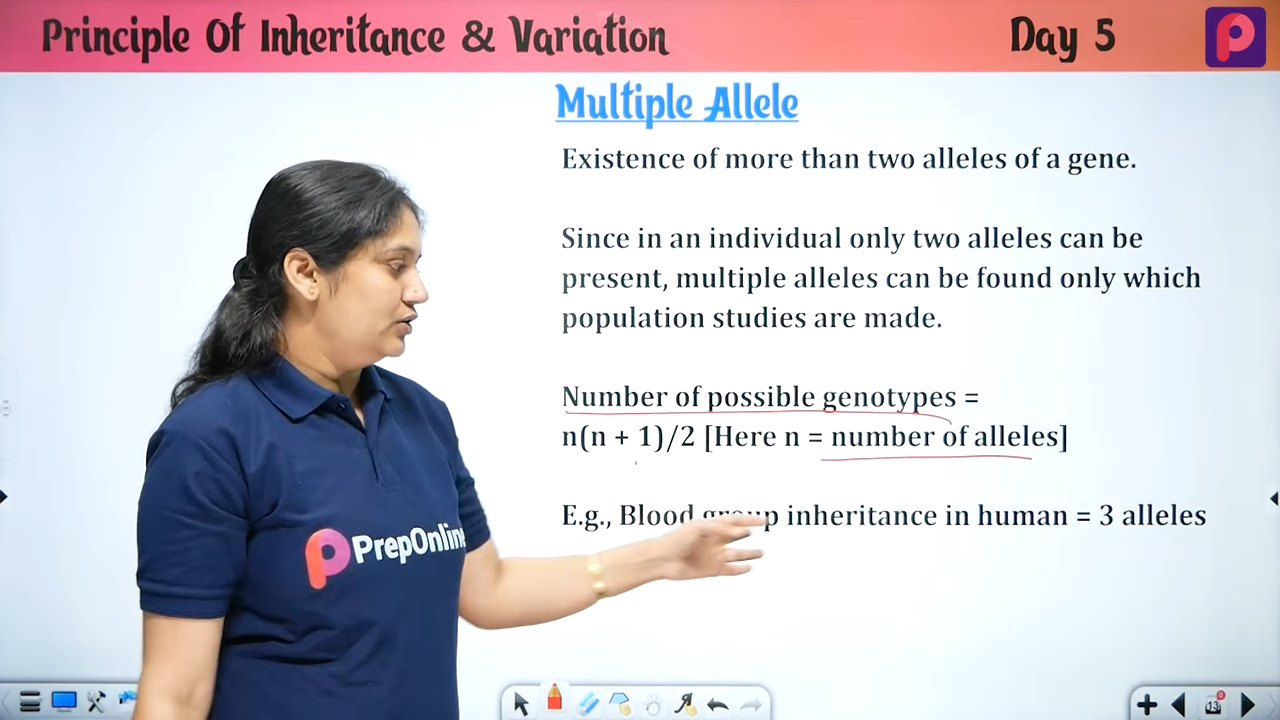 Principle Of Inheritance & Variation
Day 5
Multiple Allele
Existence of more than two alleles of a gene.
Since in an individual only two alleles can be
present, multiple alleles can be found only which
population studies are made.
Number of possible genotypes =
n(n + 1)/2 [Here n = number of alleles]
E.g., Blood group inheritance in human = 3 alleles
PrepOnline
13